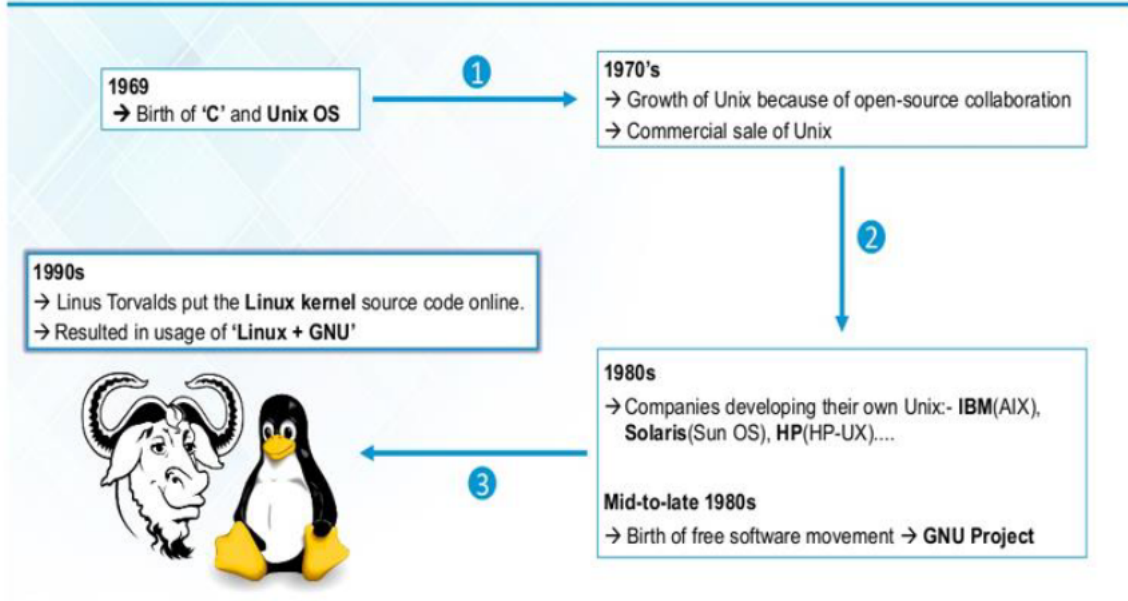 1969
→ Birth of ‘C’ and Unix OS
1
1970’s
→ Growth of Unix because of open-source collaboration
→ Commercial sale of Unix
2
1980s
→ Companies developing their own Unix:- IBM(AIX),
Solaris(Sun OS), HP(HP-UX)....
Mid-to-late 1980s
→ Birth of free software movement → GNU Project
3
1990s
→ Linus Torvalds put the Linux kernel source code online.
→ Resulted in usage of ‘Linux + GNU’